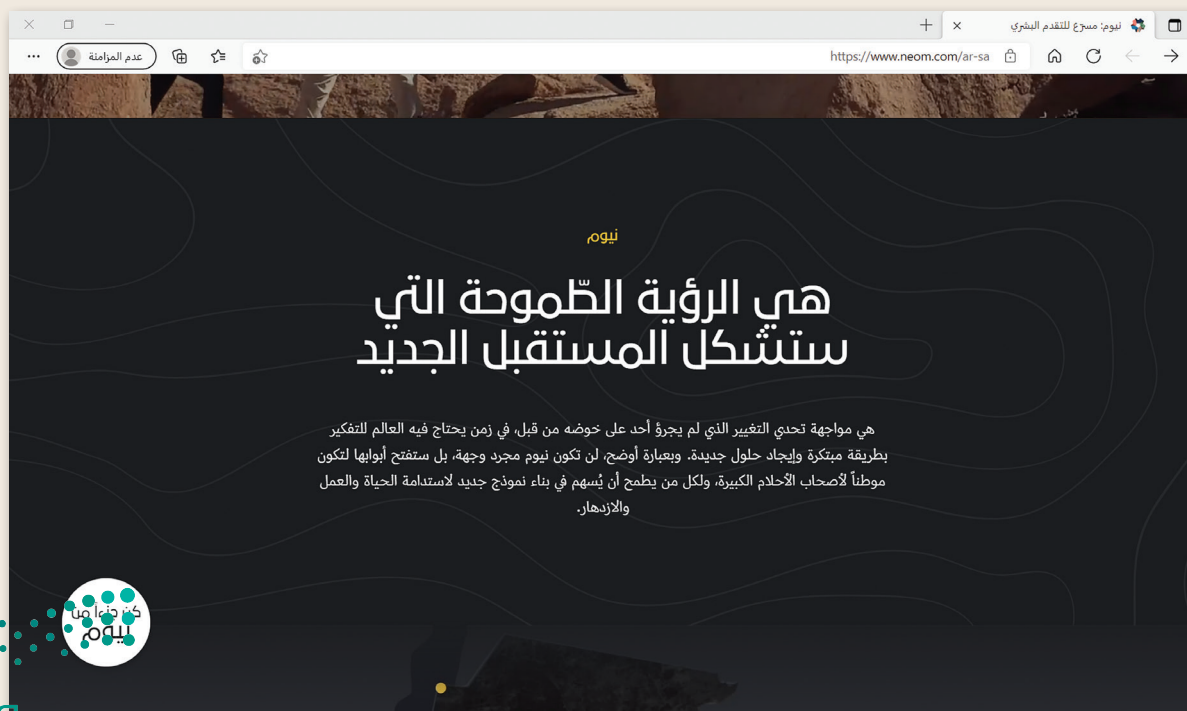 نيوم: مسرّع للتقدم البشري
https://www.neom.com/ar-sa
عدم المزامنة
نيوم
هي الرؤية الطّموحة التي
ستشكل المستقبل الجديد
هي مواجهة تحدي التغيير الذي لم يجرؤ أحد على خوضه من قبل، في زمن يحتاج فيه العالم للتفكير
بطريقة مبتكرة وإيجاد حلول جديدة. وبعبارة أوضح، لن تكون نيوم مجرد وجهة، بل ستفتح أبوابها لتكون
موطناً لأصحاب الأحلام الكبيرة، ولكل من يطمح أن يُسهم في بناء نموذج جديد لاستدامة الحياة والعمل
والازدهار.
كن جزءاً من
نيوم